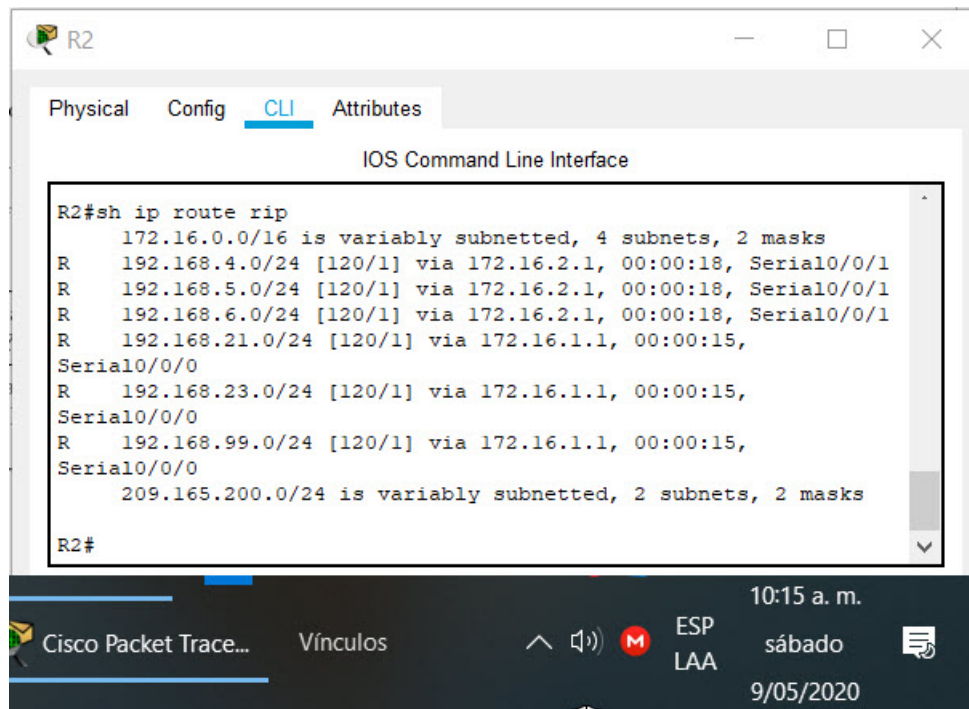 R2
Physical Config CLI Attributes
IOS Command Line Interface
R2#sh ip route rip
172.16.0.0/16 is variably subnetted, 4 subnets, 2 masks
R 192.168.4.0/24 [120/1] via 172.16.2.1, 00:00:18, Serial0/0/1
R 192.168.5.0/24 [120/1] via 172.16.2.1, 00:00:18, Serial0/0/1
R 192.168.6.0/24 [120/1] via 172.16.2.1, 00:00:18, Serial0/0/1
R 192.168.21.0/24 [120/1] via 172.16.1.1, 00:00:15,
Serial0/0/0
R 192.168.23.0/24 [120/1] via 172.16.1.1, 00:00:15,
Serial0/0/0
R 192.168.99.0/24 [120/1] via 172.16.1.1, 00:00:15,
Serial0/0/0
209.165.200.0/24 is variably subnetted, 2 subnets, 2 masks
R2#
Cisco Packet Trace...
Vínculos
M
ESP
LAA
10:15 a. m.
sábado
9/05/2020